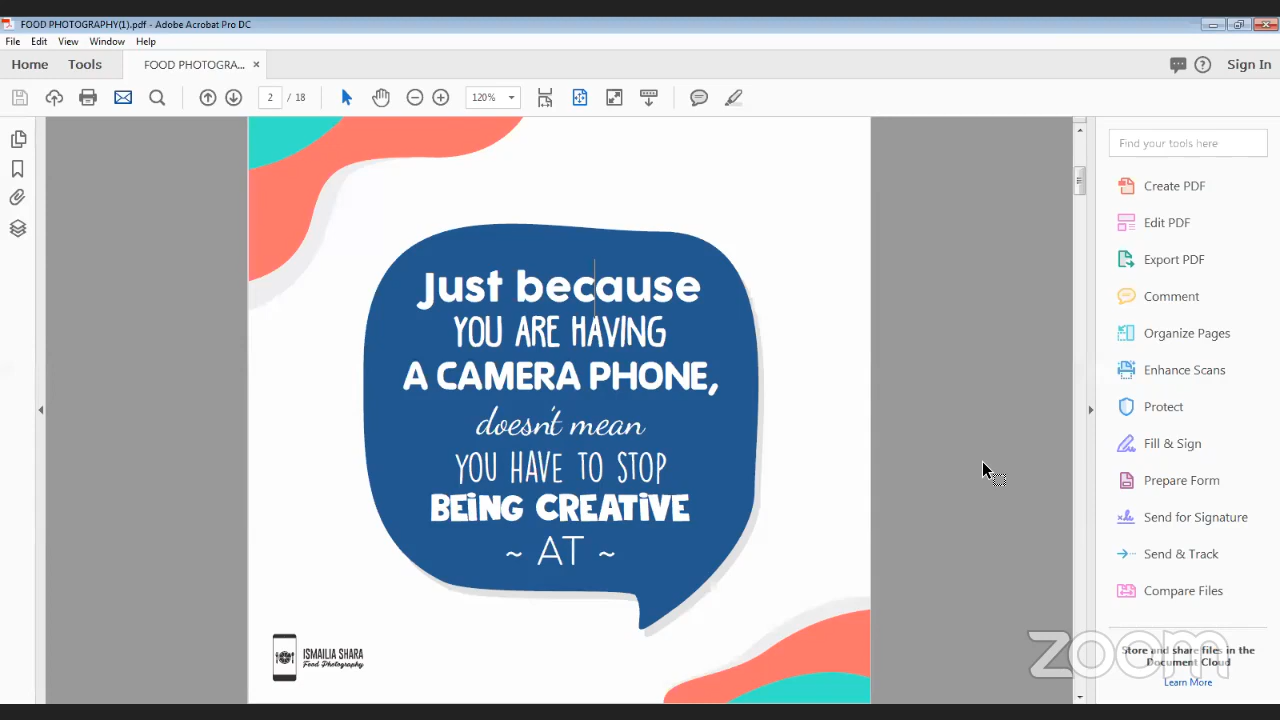 FOOD PHOTOGRAPHY(1).pdf - Adobe Acrobat Pro DC
File Edit View Window Help
Home Tools FOOD PHOTOGRA... × Sign In
2 / 18 120%
Find your tools here
Create PDF
Edit PDF
Export PDF
Comment
Organize Pages
Enhance Scans
Protect
Fill & Sign
Prepare Form
Send for Signature
Send & Track
Compare Files
Store and share files in the
Document Cloud
Learn More
Just because
YOU ARE HAVING
A CAMERA PHONE,
doesn't mean
YOU HAVE TO STOP
BEING CREATIVE
~ AT ~
ISMAILIA SHARA
Food Photography
zoom